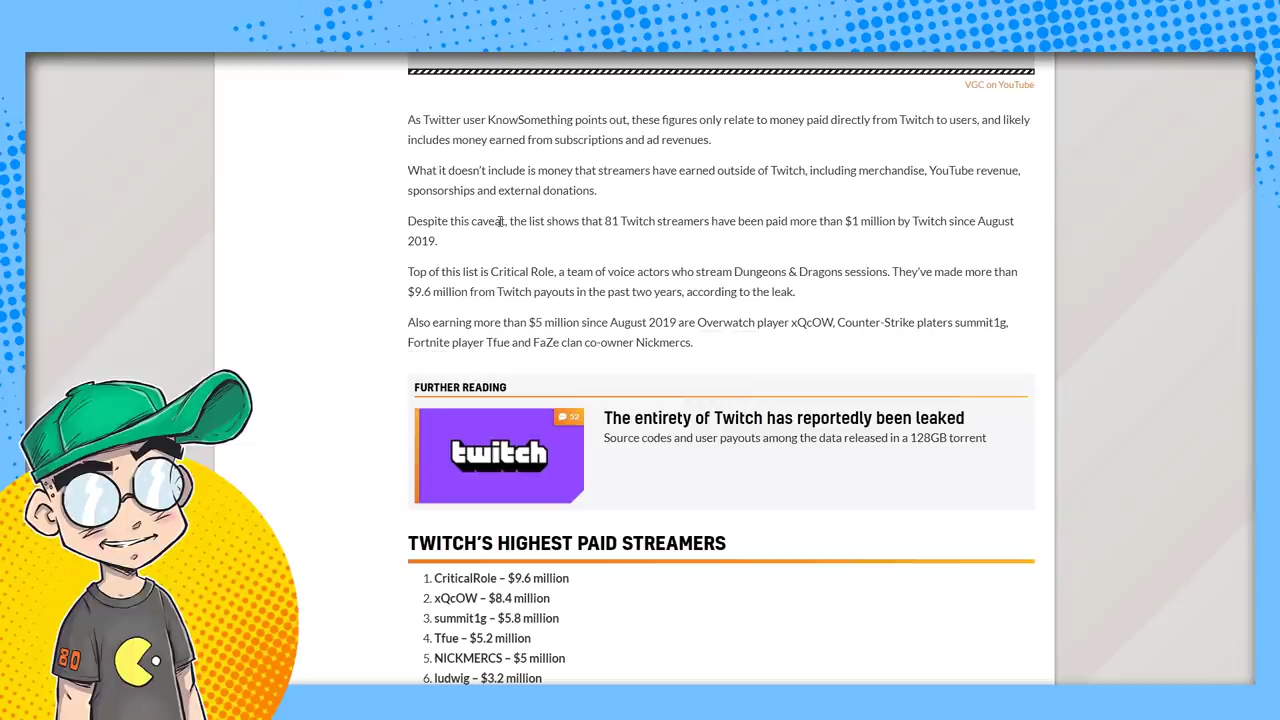 VGC on YouTube
As Twitter user KnowSomething points out, these figures only relate to money paid directly from Twitch to users, and likely
includes money earned from subscriptions and ad revenues.
What it doesn't include is money that streamers have earned outside of Twitch, including merchandise, YouTube revenue,
sponsorships and external donations.
Despite this caveat, the list shows that 81 Twitch streamers have been paid more than $1 million by Twitch since August
2019.
Top of this list is Critical Role, a team of voice actors who stream Dungeons & Dragons sessions. They've made more than
$9.6 million from Twitch payouts in the past two years, according to the leak.
Also earning more than $5 million since August 2019 are Overwatch player xQcOW, Counter-Strike platers summit1g,
Fortnite player Tfue and FaZe clan co-owner Nickmercs.
FURTHER READING
52
twitch
The entirety of Twitch has reportedly been leaked
Source codes and user payouts among the data released in a 128GB torrent
TWITCH'S HIGHEST PAID STREAMERS
1. CriticalRole – $9.6 million
2. xQcOW – $8.4 million
3. summit1g – $5.8 million
4. Tfue – $5.2 million
5. NICKMERCS – $5 million
6. ludwig – $3.2 million
80